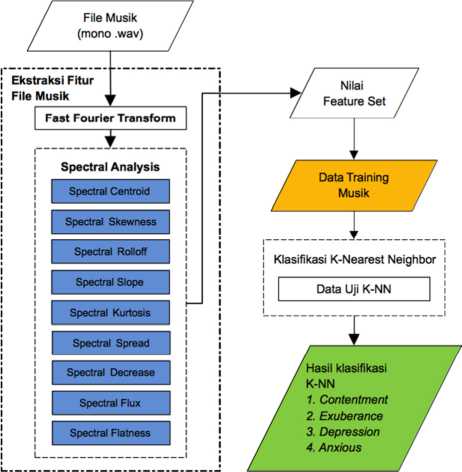 File Musik
(mono .wav)
Ekstraksi Fitur
File Musik
Fast Fourier Transform
Spectral Analysis
Spectral Centroid
Spectral Skewness
Spectral Rolloff
Spectral Slope
Spectral Kurtosis
Spectral Spread
Spectral Decrease
Spectral Flux
Spectral Flatness
Nilai
Feature Set
Data Training
Musik
Klasifikasi K-Nearest Neighbor
Data Uji K-NN
Hasil klasifikasi
K-NN
1. Contentment
2. Exuberance
3. Depression
4. Anxious